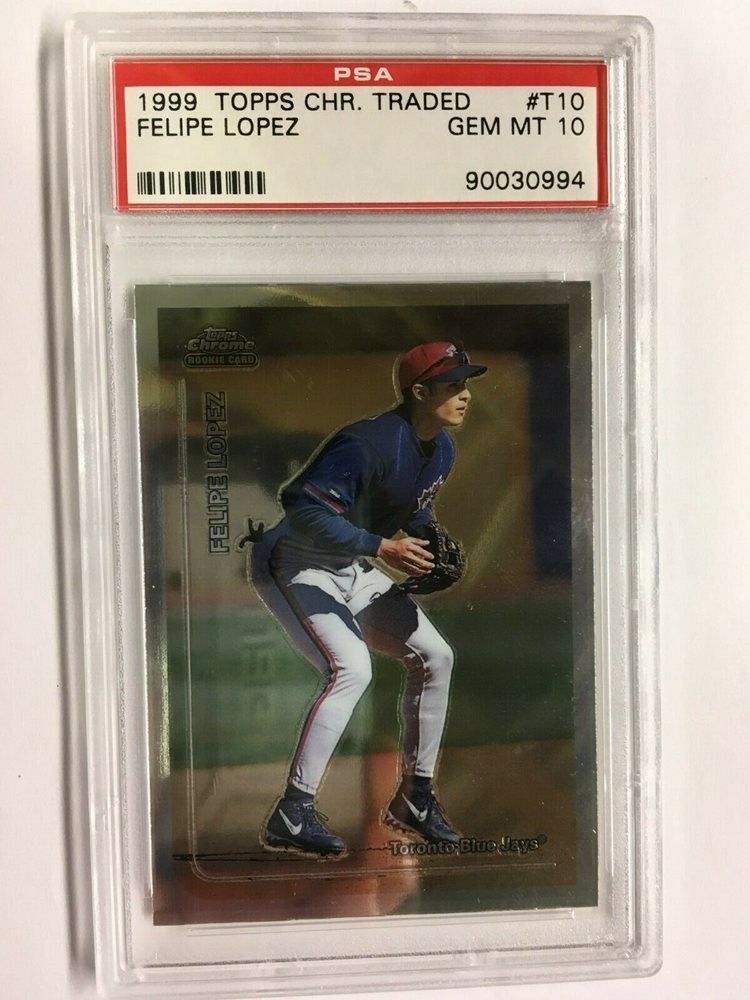 PSA
1999 TOPPS CHR. TRADED #T10
FELIPE LOPEZ GEM MT 10
90030994
Topps
Chrome
ROOKIE CARD
FELIPE LOPEZ
Toronto Blue Jays®